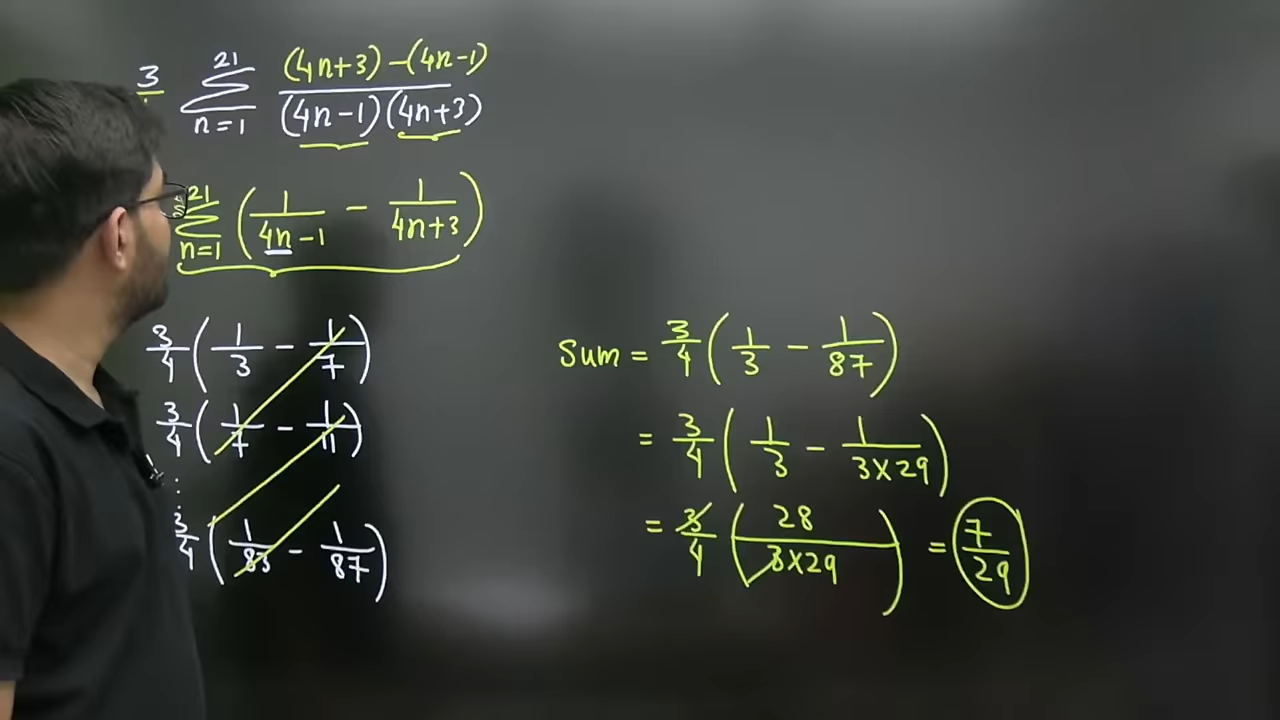 3/ Σ_{n=1}^{21} ((4n+3) - (4n-1)) / ((4n-1)(4n+3))
Σ_{n=1}^{21} (1/(4n-1) - 1/(4n+3))
3/4 (1/3 - 1/7)
3/4 (1/7 - 1/11)
⋮
3/4 (1/83 - 1/87)
Sum = 3/4 (1/3 - 1/87)
= 3/4 (1/3 - 1/(3×29))
= 3/4 (28/(3×29)) = 7/29